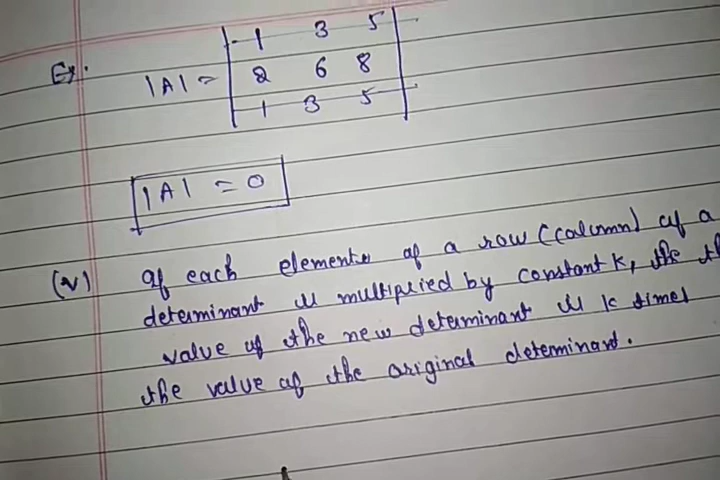 Ex. |A| = | 1 3 5 |
| 2 6 8 |
| 1 3 5 |
|A| = 0
(v) If each elements of a row (column) of a
determinant is multiplied by constant k, the th
value of the new determinant is k times
the value of the original determinant.